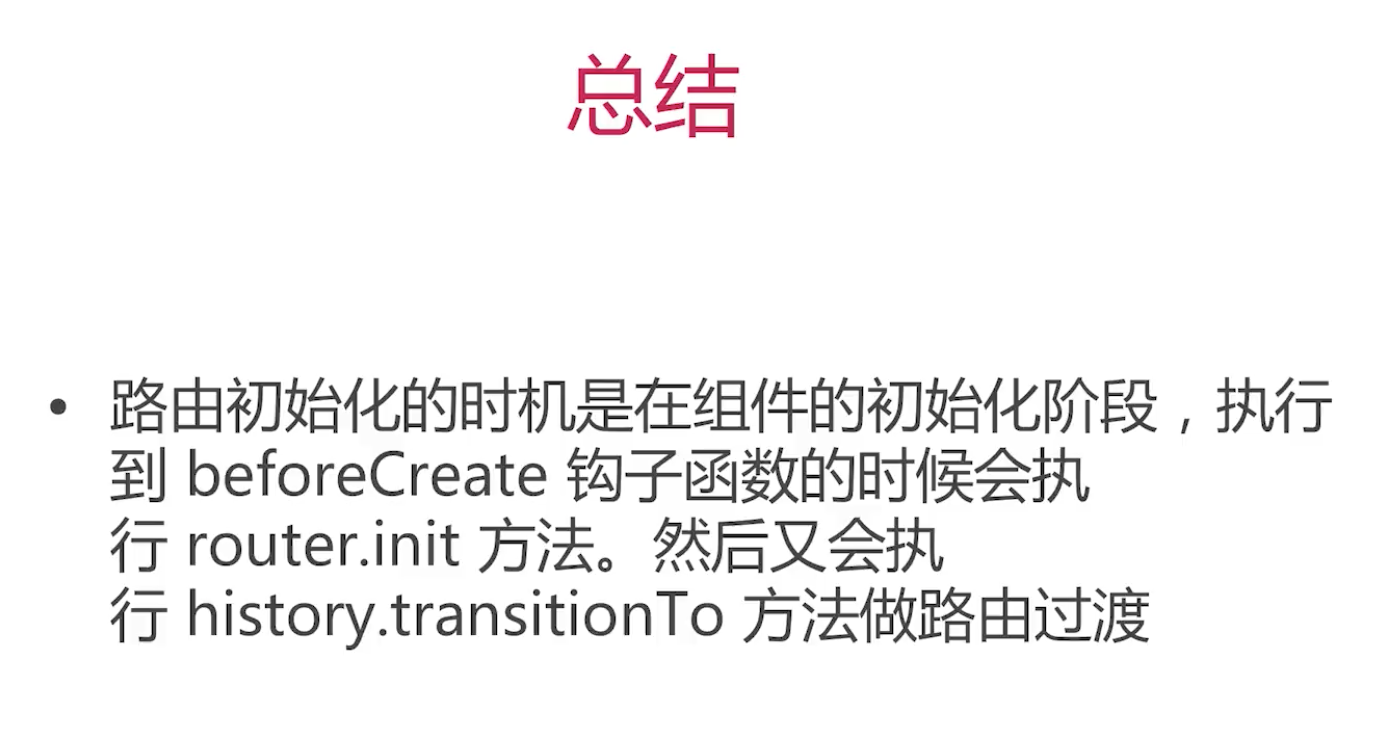 总结
• 路由初始化的时机是在组件的初始化阶段，执行
到 beforeCreate 钩子函数的时候会执
行 router.init 方法。然后又会执
行 history.transitionTo 方法做路由过渡